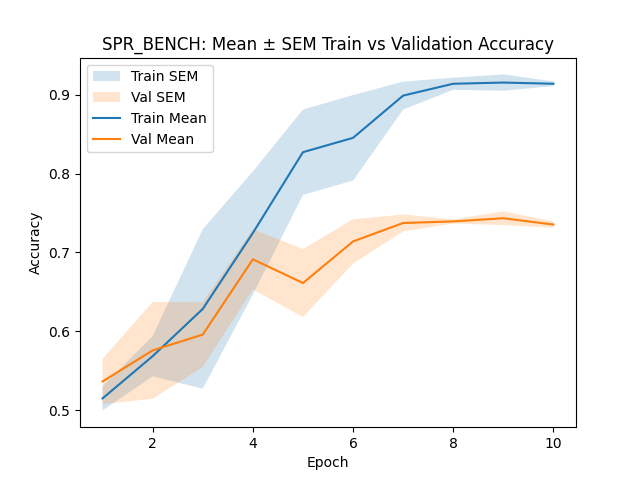 SPR_BENCH: Mean ± SEM Train vs Validation Accuracy
Train SEM
Val SEM
Train Mean
Val Mean
Accuracy
0.9
0.8
0.7
0.6
0.5
2 4 6 8 10
Epoch